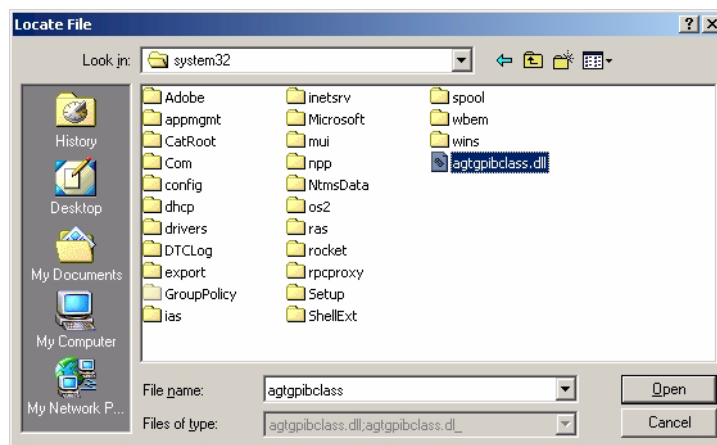 Locate File
Look in:
system32
History
Desktop
My Documents
My Computer
My Network P...
Adobe
appmgmt
CatRoot
Com
config
dhcp
drivers
DTCLog
export
GroupPolicy
ias
inetsrv
Microsoft
mui
npp
NtmsData
os2
ras
rocket
rpcproxy
Setup
ShellExt
spool
wbem
wins
agtgpibclass.dll
File name:
agtgpibclass
Open
Files of type:
agtgpibclass.dll;agtgpibclass.dl_
Cancel